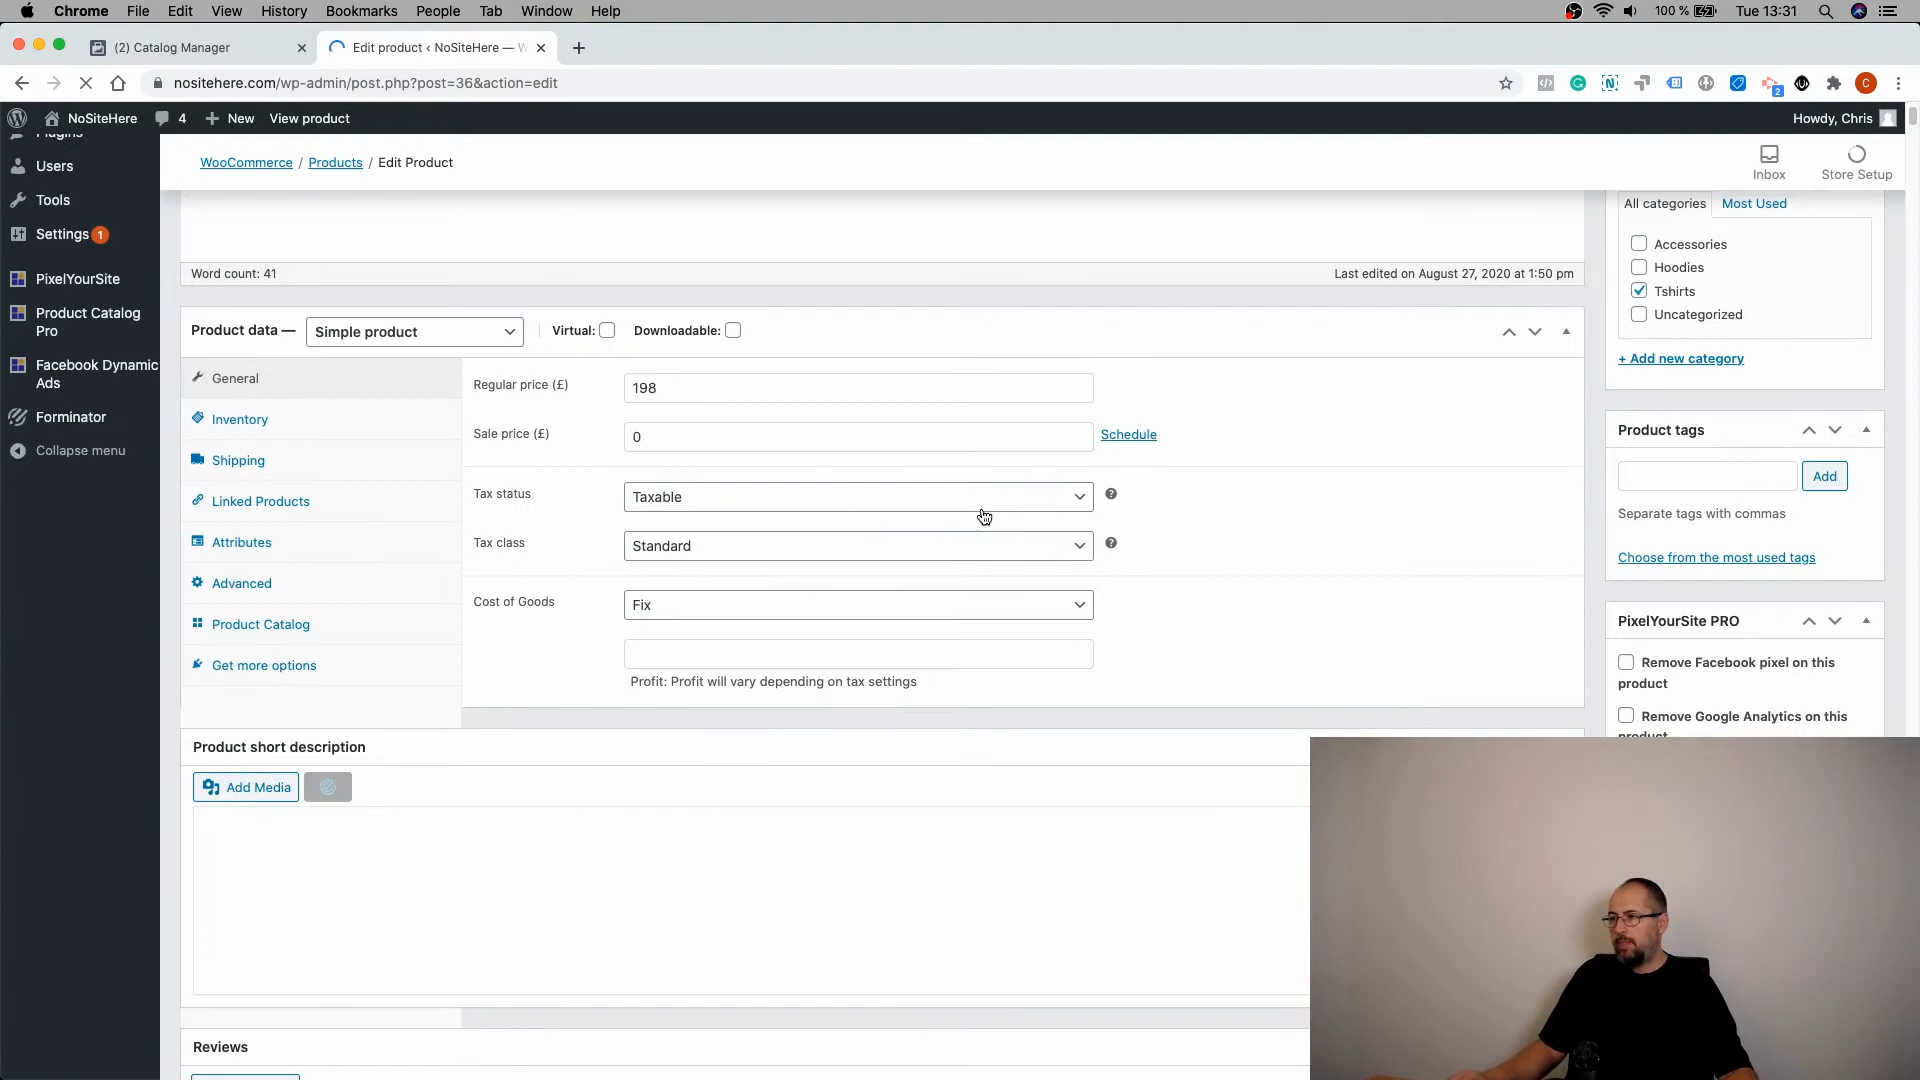 Chrome File Edit View History Bookmarks People Tab Window Help 100 % Tue 13:31
(2) Catalog Manager Edit product ‹ NoSiteHere — W
nositehere.com/wp-admin/post.php?post=36&action=edit
2
C
NoSiteHere 4 New View product Howdy, Chris
Plugins
Users
Tools
Settings 1
PixelYourSite
Product Catalog
Pro
Facebook Dynamic
Ads
Forminator
Collapse menu
WooCommerce / Products / Edit Product
Inbox Store Setup
Word count: 41 Last edited on August 27, 2020 at 1:50 pm
Product data — Simple product Virtual: Downloadable:
General
Inventory
Shipping
Linked Products
Attributes
Advanced
Product Catalog
Get more options
Regular price (£) 198
Sale price (£) 0 Schedule
Tax status Taxable
Tax class Standard
Cost of Goods Fix
Profit: Profit will vary depending on tax settings
Product short description
Add Media
Reviews
All categories Most Used
Accessories
Hoodies
Tshirts
Uncategorized
+ Add new category
Product tags
Add
Separate tags with commas
Choose from the most used tags
PixelYourSite PRO
Remove Facebook pixel on this
product
Remove Google Analytics on this
product